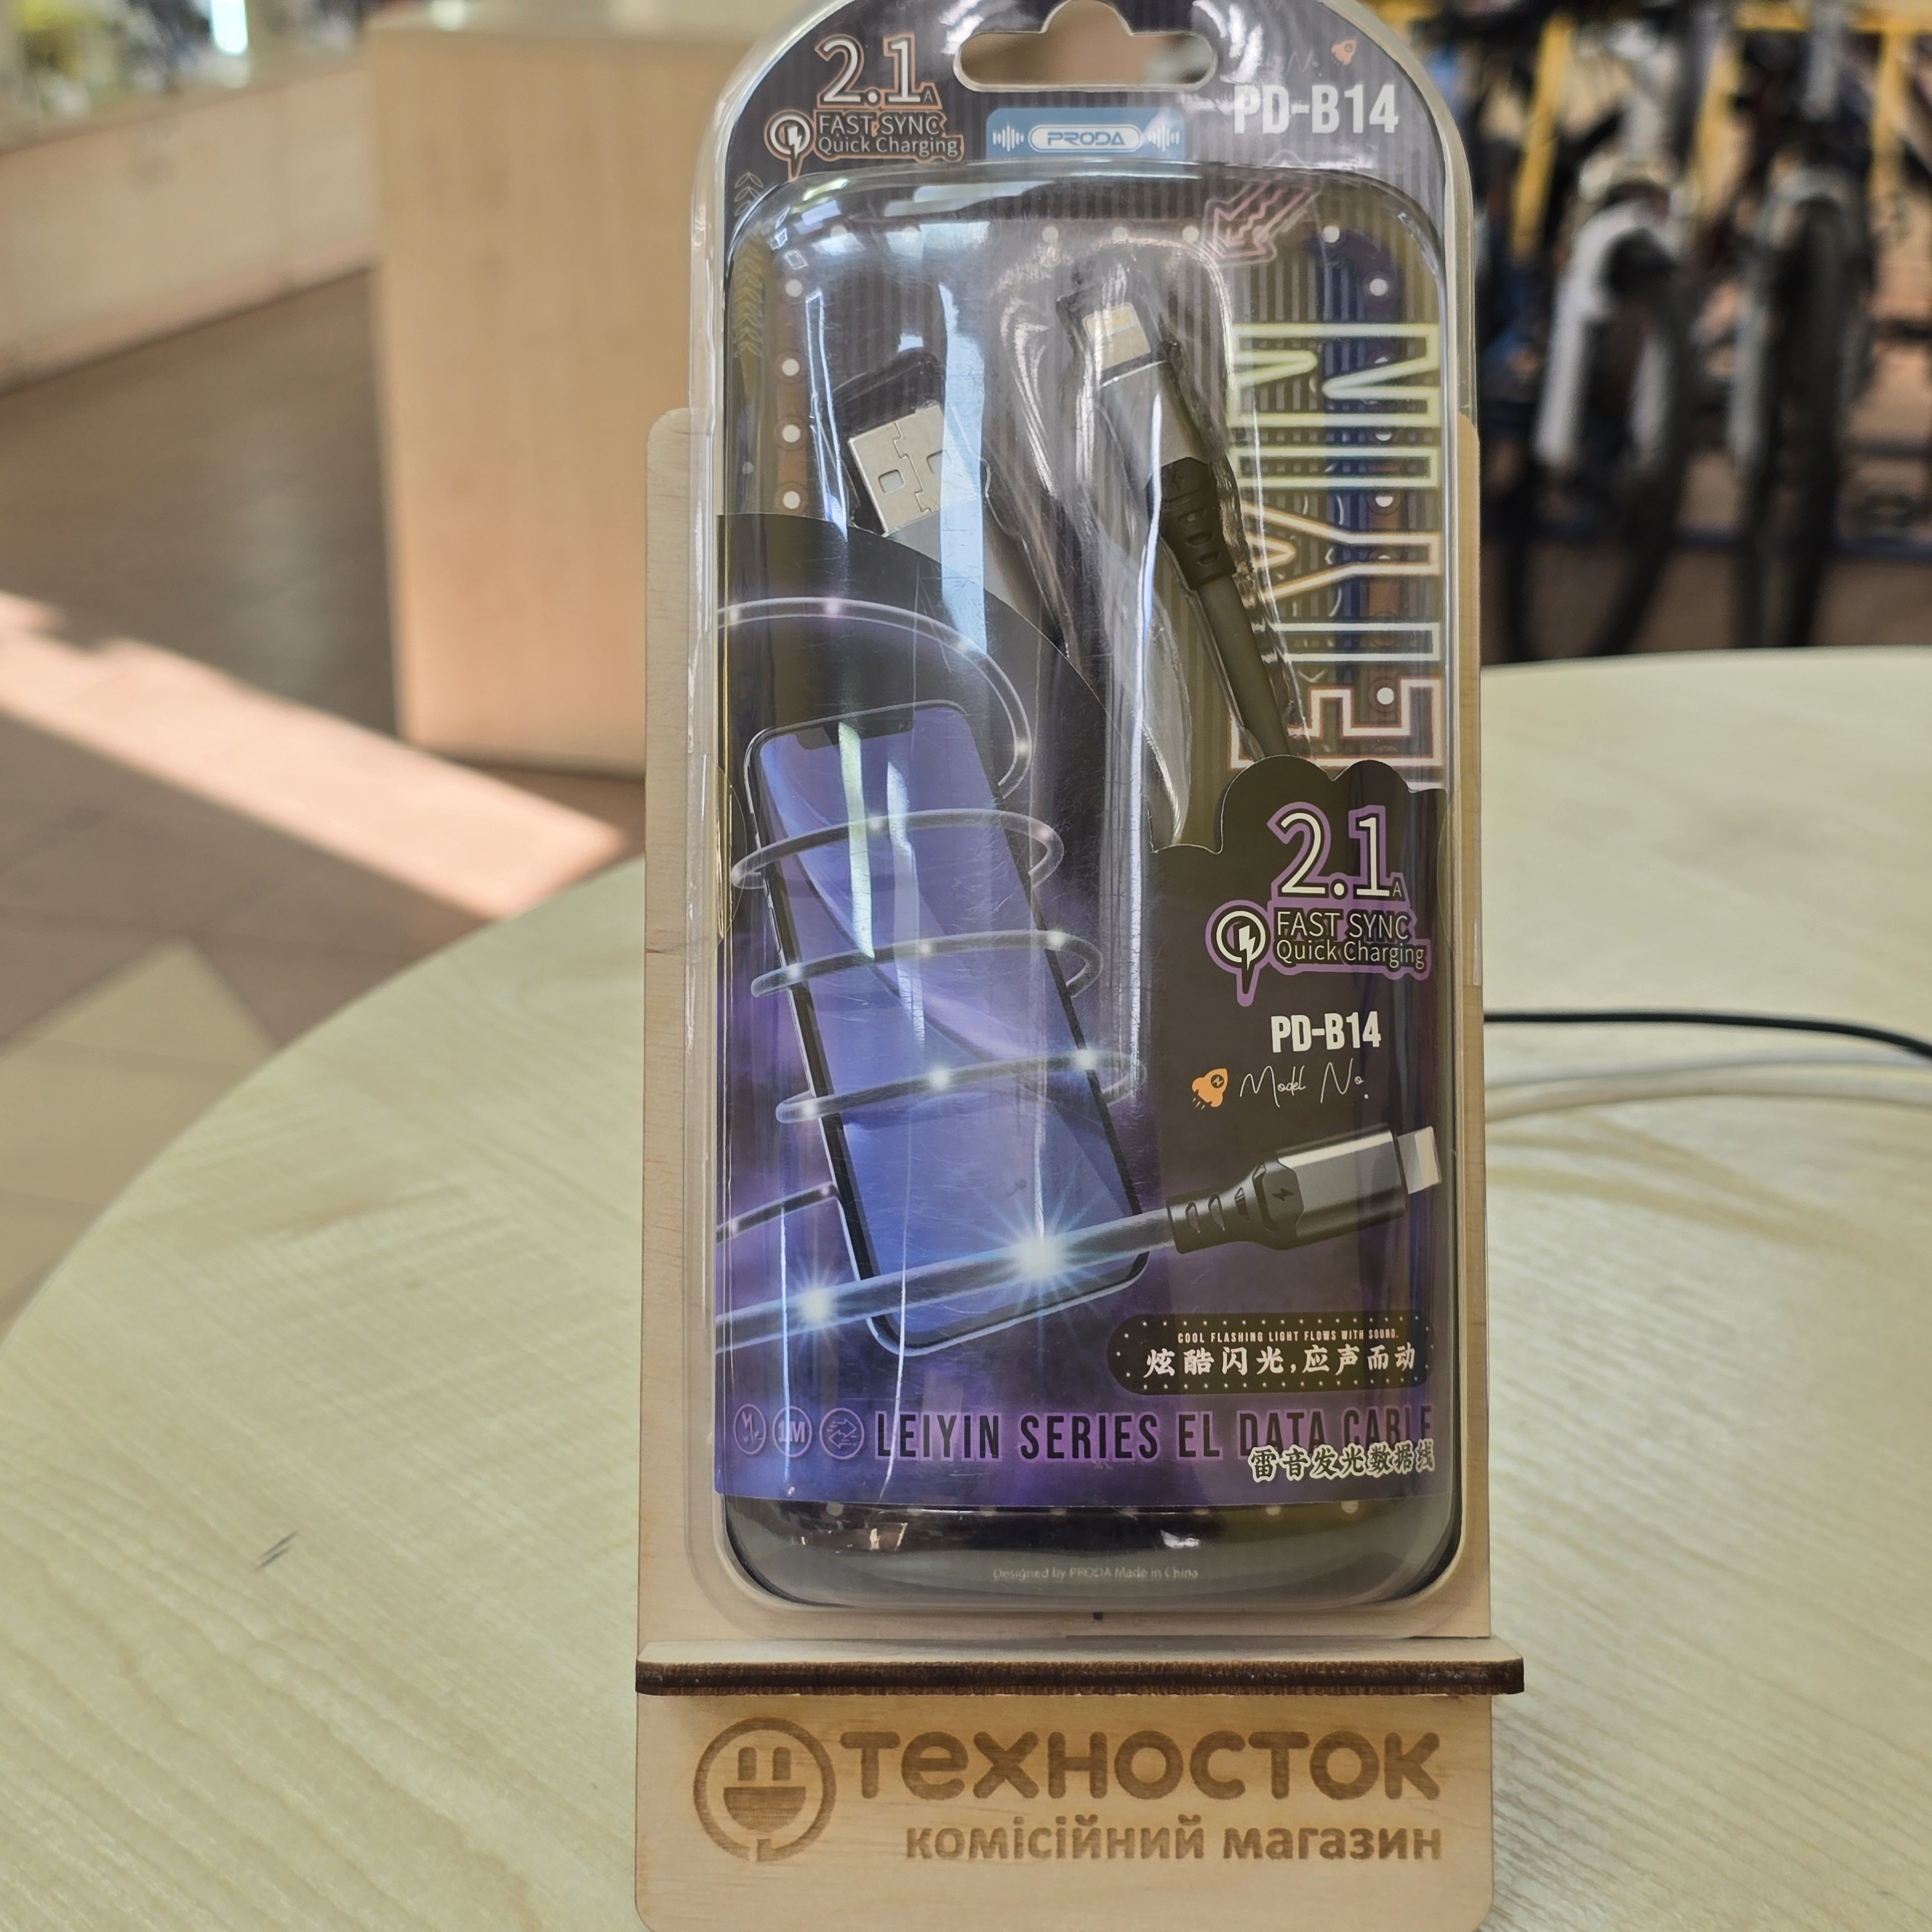 2.1A
FAST SYNC
Quick Charging
PRODA
PD-B14
LEIYIN
2.1A
FAST SYNC
Quick Charging
PD-B14
Model No.
COOL FLASHING LIGHT FLOWS WITH SOUND.
炫酷闪光,应声而动
1M
LEIYIN SERIES EL DATA CABLE
雷音发光数据线
Designed by PRODA Made in China
техносток
комісійний магазин